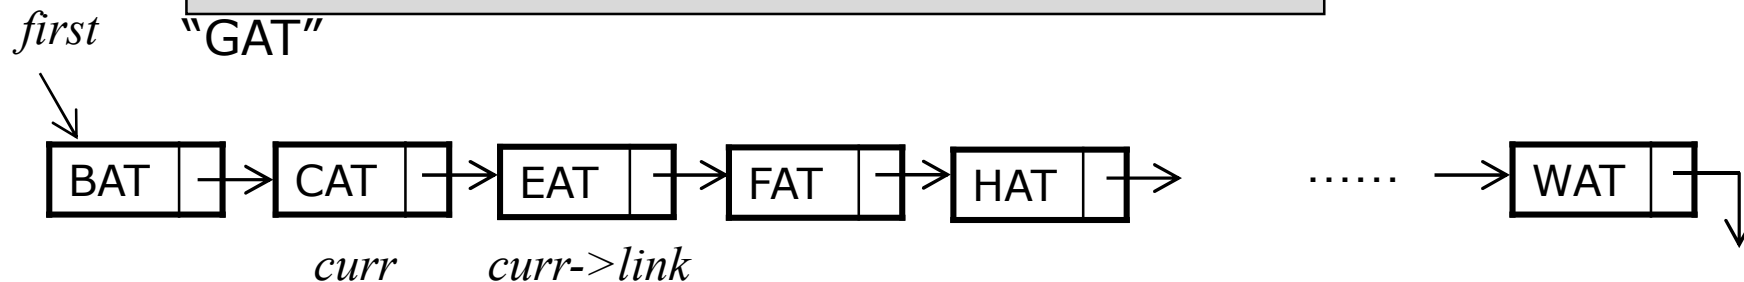 first
“GAT”
BAT CAT EAT FAT HAT ...... WAT
curr curr->link